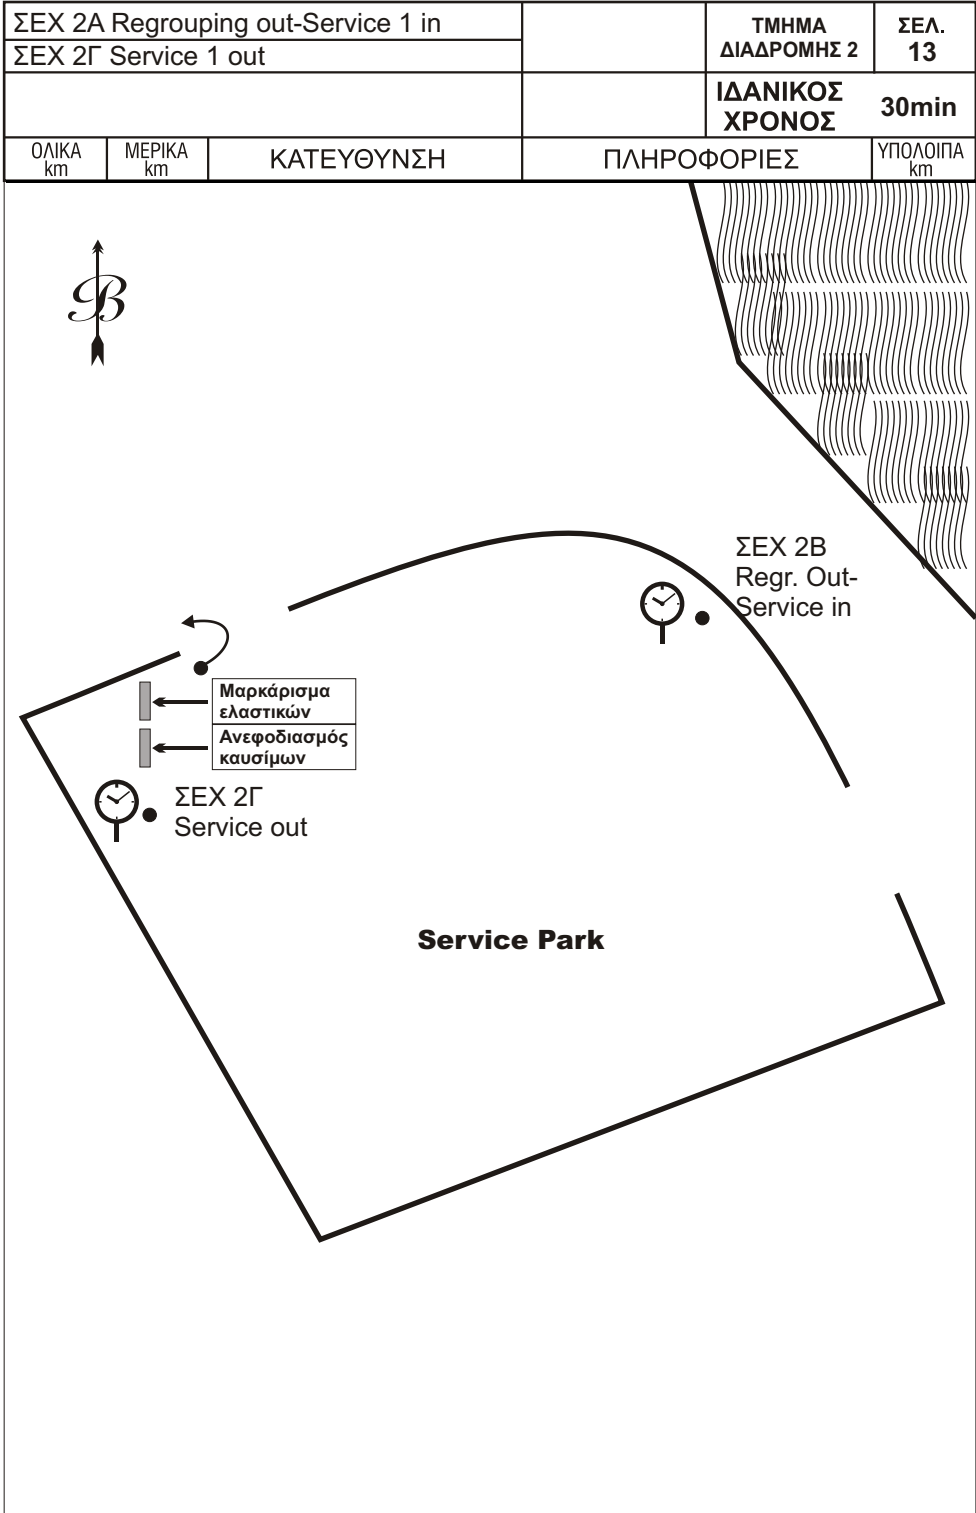 ΣΕΧ 2Α Regrouping out-Service 1 in
ΣΕΧ 2Γ Service 1 out
ΤΜΗΜΑ
ΔΙΑΔΡΟΜΗΣ 2
ΣΕΛ.
13
ΙΔΑΝΙΚΟΣ
ΧΡΟΝΟΣ
30min
ΟΛΙΚΑ
km
ΜΕΡΙΚΑ
km
ΚΑΤΕΥΘΥΝΣΗ
ΠΛΗΡΟΦΟΡΙΕΣ
ΥΠΟΛΟΙΠΑ
km
Β
ΣΕΧ 2Β
Regr. Out-
Service in
Μαρκάρισμα
ελαστικών
Ανεφοδιασμός
καυσίμων
ΣΕΧ 2Γ
Service out
Service Park